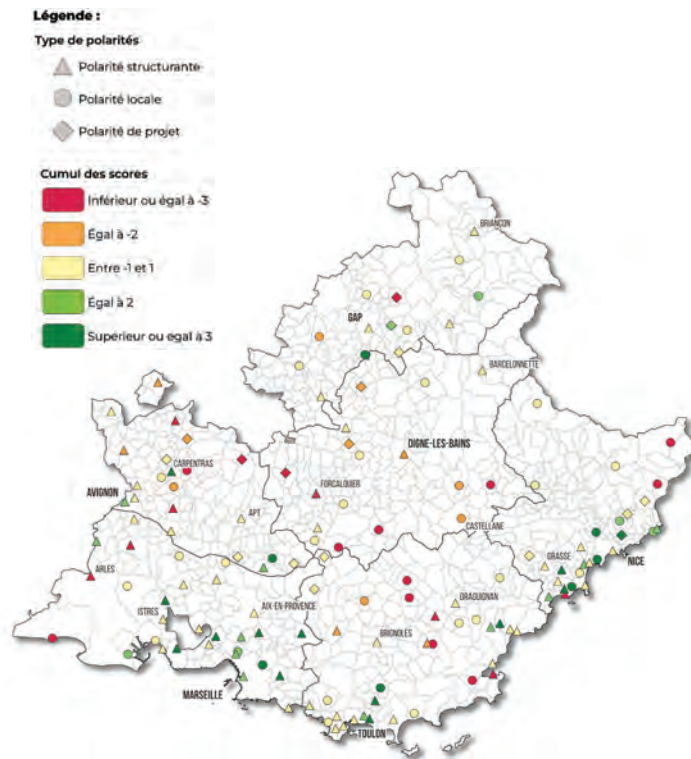 Légende :
Type de polarités
Polarité structurante
Polarité locale
Polarité de projet
Cumul des scores
Inférieur ou égal à -3
Égal à -2
Entre -1 et 1
Égal à 2
Supérieur ou égal à 3
BRIANÇON
GAP
BARCELONNETTE
DIGNE-LES-BAINS
CARPENTRAS
FORCALQUIER
AVIGNON
APT
CASTELLANE
ARLES
GRASSE
NICE
ISTRES
AIX-EN-PROVENCE
DRAGUIGNAN
BRIGNOLES
MARSEILLE
TOULON